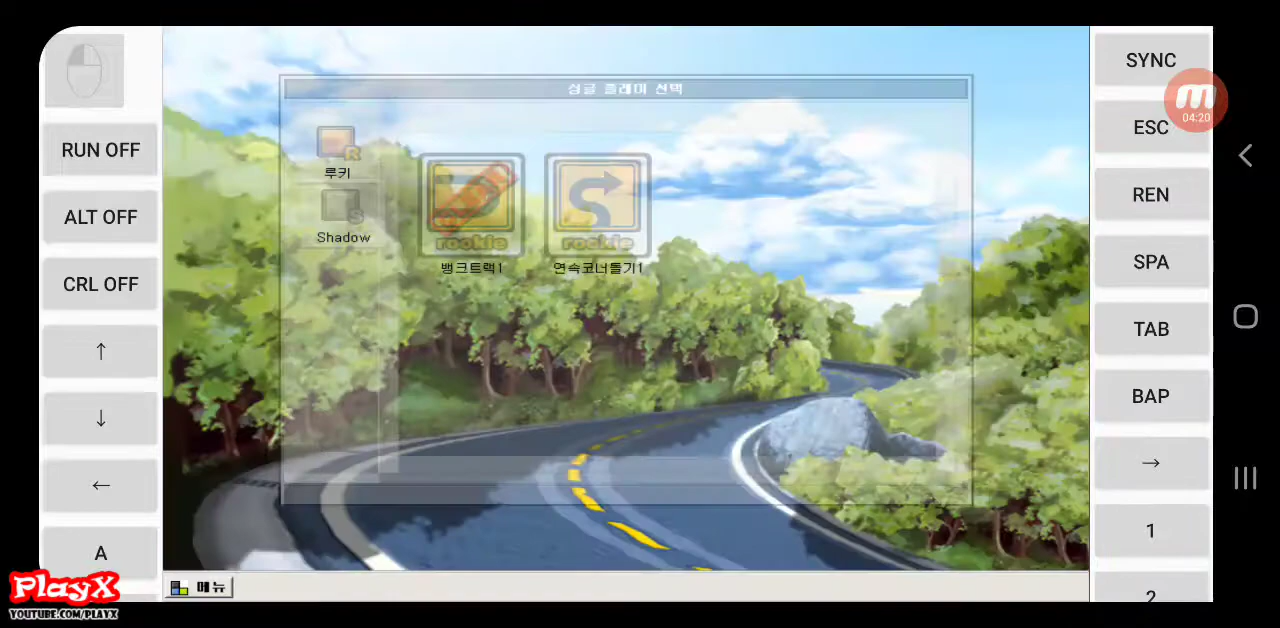 RUN OFF
ALT OFF
CRL OFF
↑
↓
←
A
싱글 플레이 선택
루키
Shadow
rookie
뱅크트랙1
rookie
연속코너돌기1
메뉴
SYNC
ESC
REN
SPA
TAB
BAP
→
1
2
04:20
PlayX
YOUTUBE.COM/PLAYX